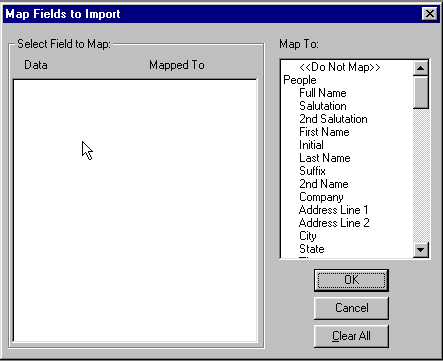 Map Fields to Import
Select Field to Map:
Data Mapped To
Map To:
<<Do Not Map>>
People
Full Name
Salutation
2nd Salutation
First Name
Initial
Last Name
Suffix
2nd Name
Company
Address Line 1
Address Line 2
City
State
OK
Cancel
Clear All